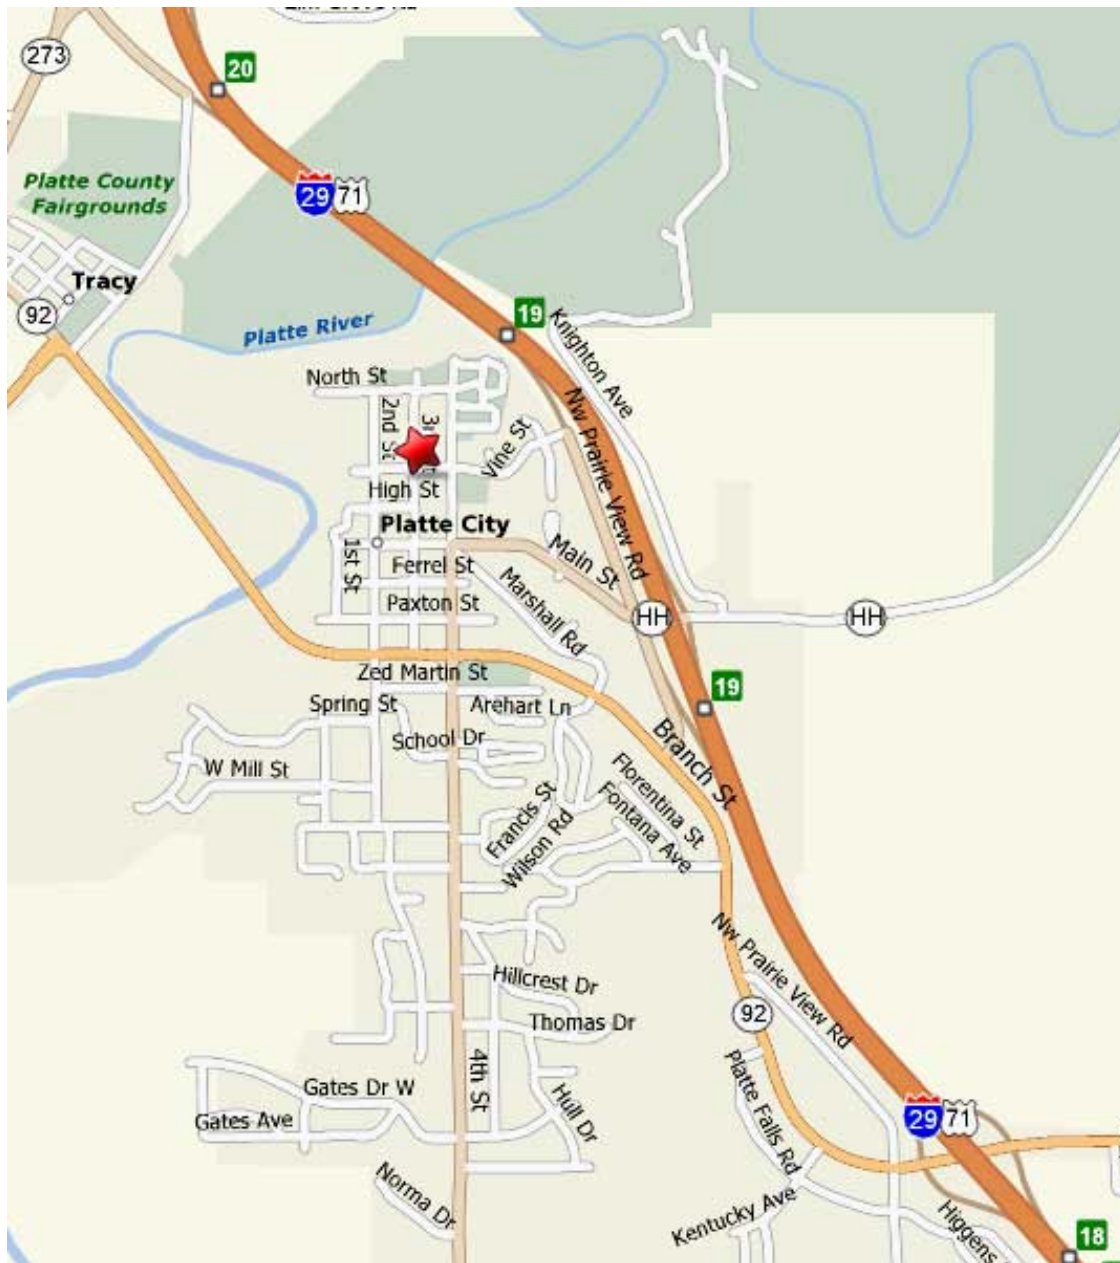 273
20
29
71
Platte County
Fairgrounds
Tracy
92
Platte River
19
Knighton Ave
North St
2nd St
Nw Prairie View Rd
Vine St
High St
Platte City
1st St
Ferrel St
Main St
Paxton St
Marshall Rd
HH
HH
Zed Martin St
19
Spring St
Arehart Ln
School Dr
Branch St
W Mill St
Florentina St
Francis St
Fontana Ave
Wilson Rd
Nw Prairie View Rd
Hillcrest Dr
92
Thomas Dr
4th St
Platte Falls Rd
Gates Dr W
Hull Dr
29
71
Gates Ave
Norma Dr
Kentucky Ave
Higgens
18